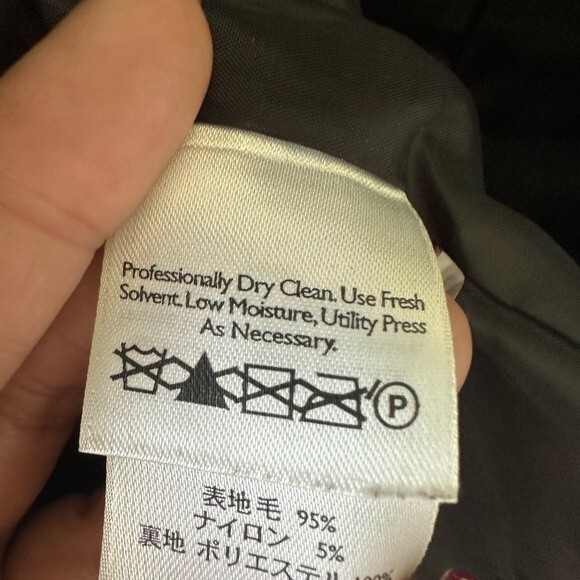 Professionally Dry Clean. Use Fresh
Solvent. Low Moisture, Utility Press
As Necessary.
P
表地 毛 95%
ナイロン 5%
裏地 ポリエステル